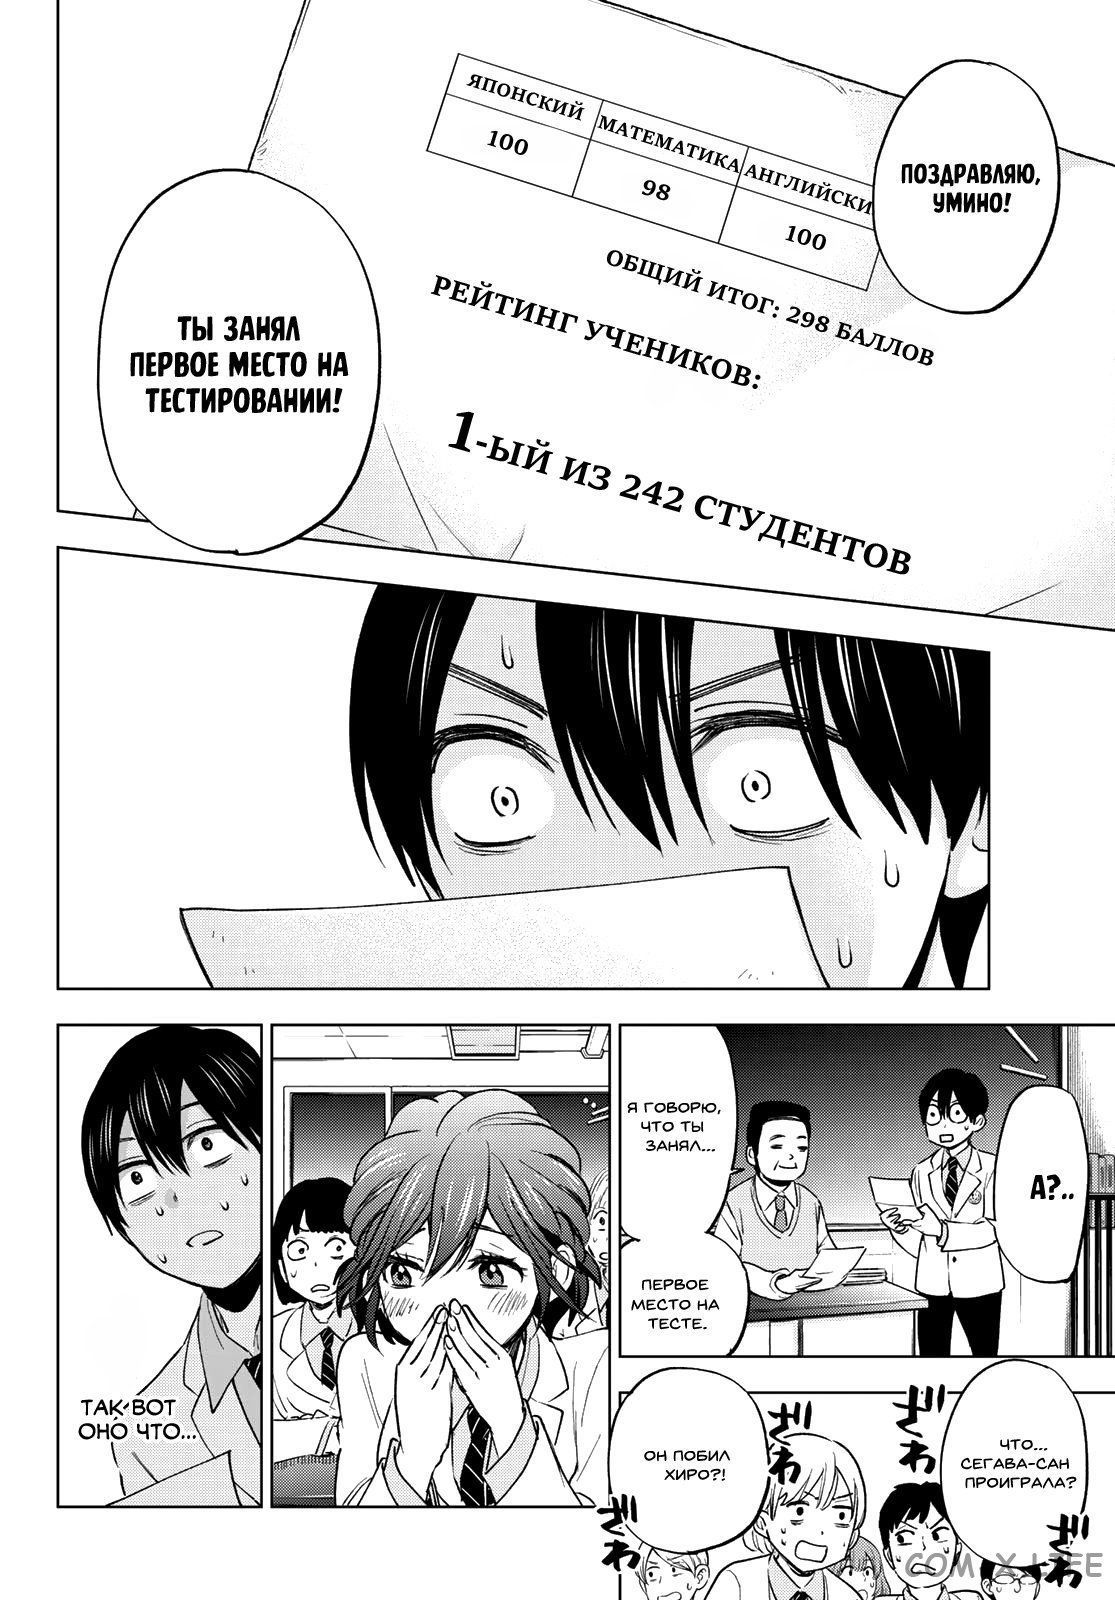 ПОЗДРАВЛЯЮ,
УМИНО!
ЯПОНСКИЙ
МАТЕМАТИКА
АНГЛИЙСКИ
100
98
100
ОБЩИЙ ИТОГ: 298 БАЛЛОВ
РЕЙТИНГ УЧЕНИКОВ:
1-ЫЙ ИЗ 242 СТУДЕНТОВ
ТЫ ЗАНЯЛ
ПЕРВОЕ МЕСТО НА
ТЕСТИРОВАНИИ!
А?..
Я ГОВОРЮ,
ЧТО ТЫ
ЗАНЯЛ...
ПЕРВОЕ
МЕСТО НА
ТЕСТЕ.
ЧТО...
СЕГАВА-САН
ПРОИГРАЛА?
ざわ
ざわ
ざわ
ОН ПОБИЛ
ХИРО?!
ТАК ВОТ
ОНО ЧТО...
COM-X.LIFE